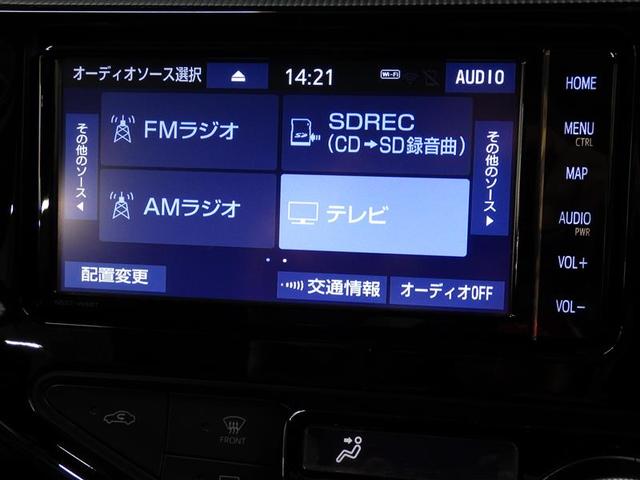 オーディオソース選択
14:21
Wi-Fi
AUDIO
その他のソース
FMラジオ
SDREC
(CD→SD録音曲)
その他のソース
AMラジオ
テレビ
配置変更
交通情報
オーディオOFF
HOME
MENU
CTRL
MAP
AUDIO
PWR
VOL+
VOL-
FRONT